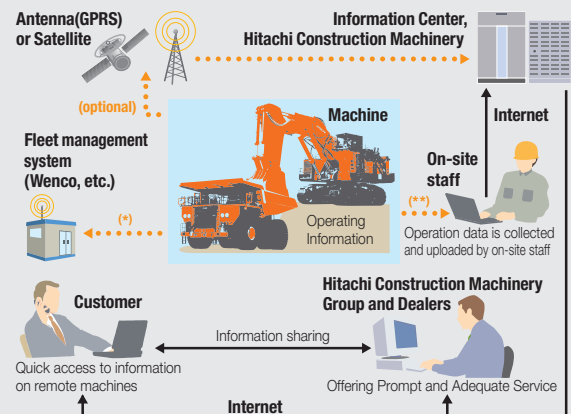 Antenna(GPRS)
or Satellite
Information Center,
Hitachi Construction Machinery
(optional)
Machine
Internet
Fleet management
system
(Wenco, etc.)
On-site
staff
(*)
Operating
Information
(**)
Operation data is collected
and uploaded by on-site staff
Customer
Hitachi Construction Machinery
Group and Dealers
Information sharing
Quick access to information
on remote machines
Offering Prompt and Adequate Service
Internet